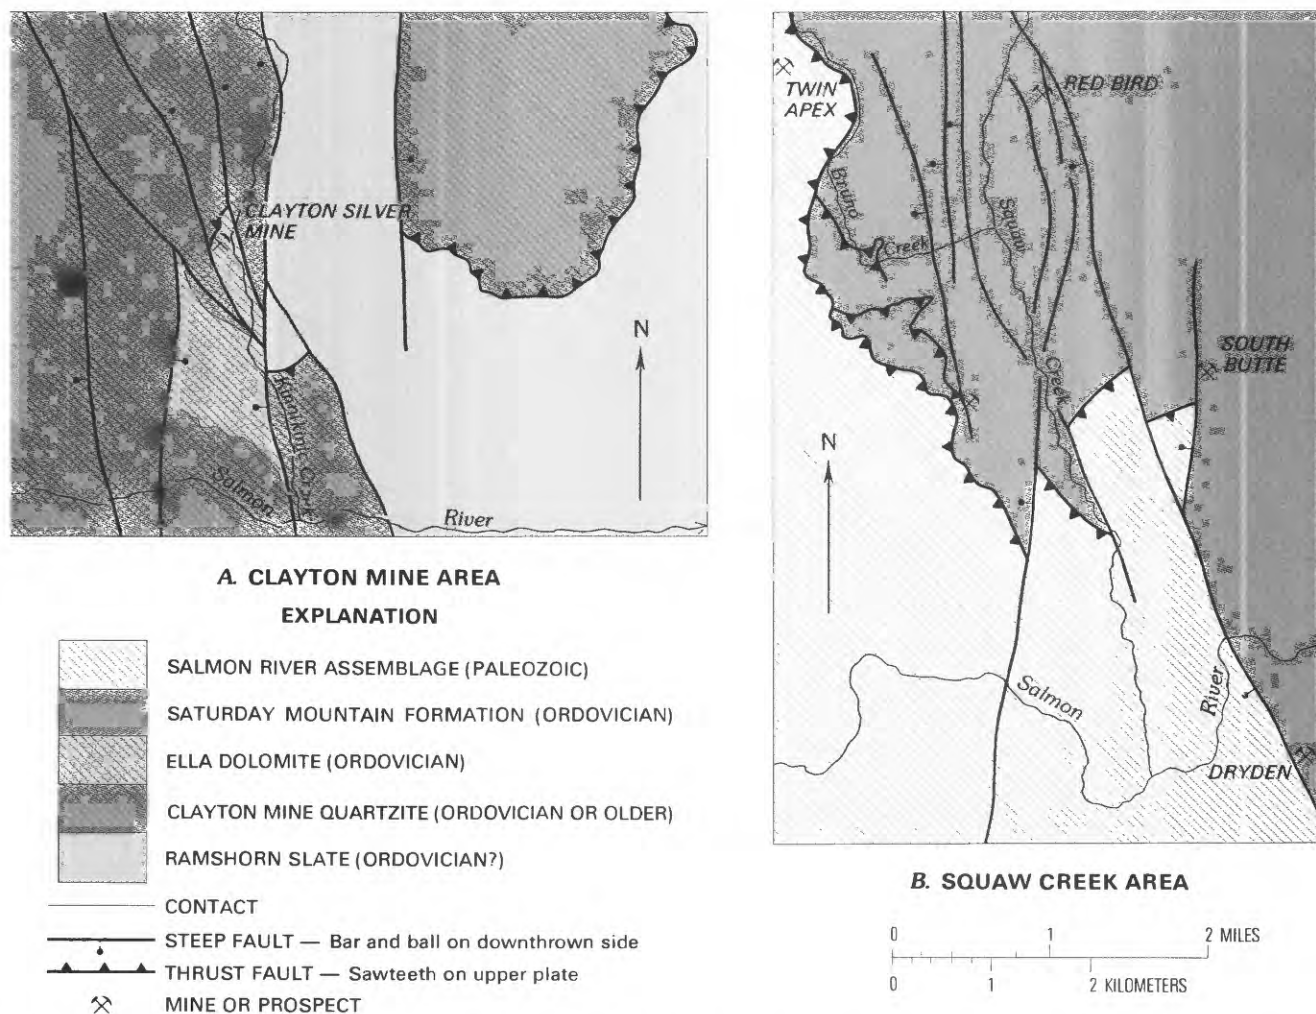 CLAYTON SILVER
MINE
Kinnikinic Creek
Salmon
River
N
A. CLAYTON MINE AREA
EXPLANATION
SALMON RIVER ASSEMBLAGE (PALEOZOIC)
SATURDAY MOUNTAIN FORMATION (ORDOVICIAN)
ELLA DOLOMITE (ORDOVICIAN)
CLAYTON MINE QUARTZITE (ORDOVICIAN OR OLDER)
RAMSHORN SLATE (ORDOVICIAN?)
CONTACT
STEEP FAULT — Bar and ball on downthrown side
THRUST FAULT — Sawteeth on upper plate
MINE OR PROSPECT
TWIN
APEX
RED BIRD
Bruno
Creek
Squaw
Creek
SOUTH
BUTTE
N
Salmon
River
DRYDEN
B. SQUAW CREEK AREA
0 1 2 MILES
0 1 2 KILOMETERS